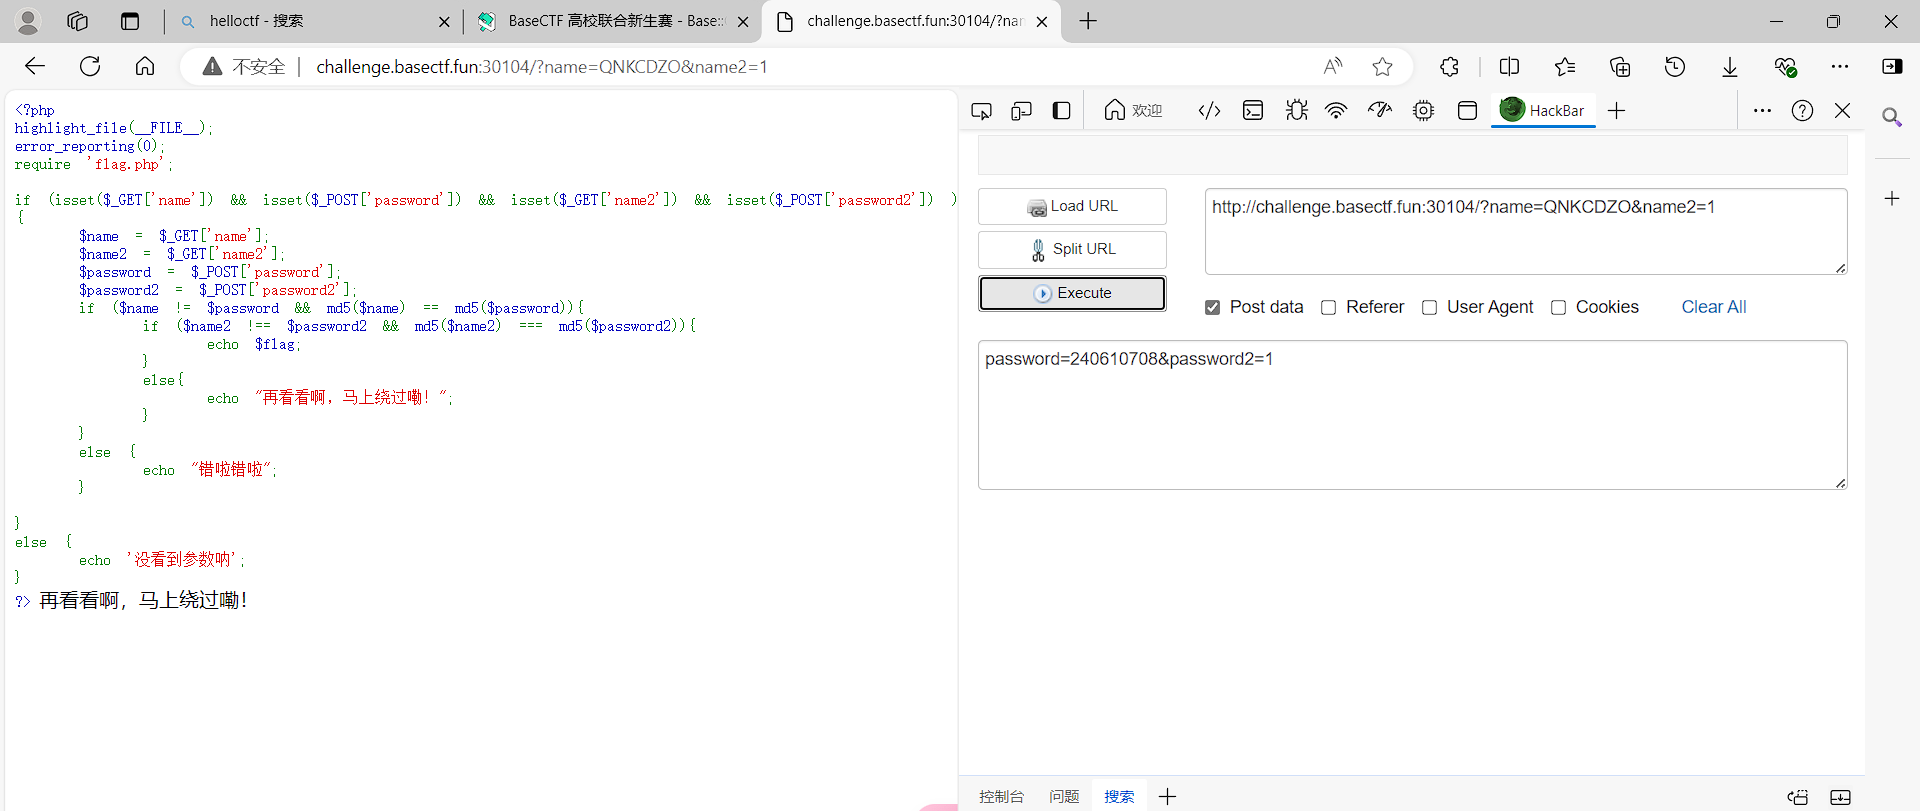 helloctf - 搜索
BaseCTF 高校联合新生赛 - Base::
challenge.basectf.fun:30104/?nam
不安全
challenge.basectf.fun:30104/?name=QNKCDZO&name2=1
<?php
highlight_file(__FILE__);
error_reporting(0);
require 'flag.php';
if (isset($_GET['name']) && isset($_POST['password']) && isset($_GET['name2']) && isset($_POST['password2']) )
{
$name = $_GET['name'];
$name2 = $_GET['name2'];
$password = $_POST['password'];
$password2 = $_POST['password2'];
if ($name != $password && md5($name) == md5($password)){
if ($name2 !== $password2 && md5($name2) === md5($password2)){
echo $flag;
}
else{
echo "再看看啊，马上绕过嘞！";
}
}
else {
echo "错啦错啦";
}
}
else {
echo '没看到参数呐';
}
?> 再看看啊，马上绕过嘞！
欢迎
HackBar
Load URL
Split URL
Execute
http://challenge.basectf.fun:30104/?name=QNKCDZO&name2=1
Post data
Referer
User Agent
Cookies
Clear All
password=240610708&password2=1
控制台
问题
搜索